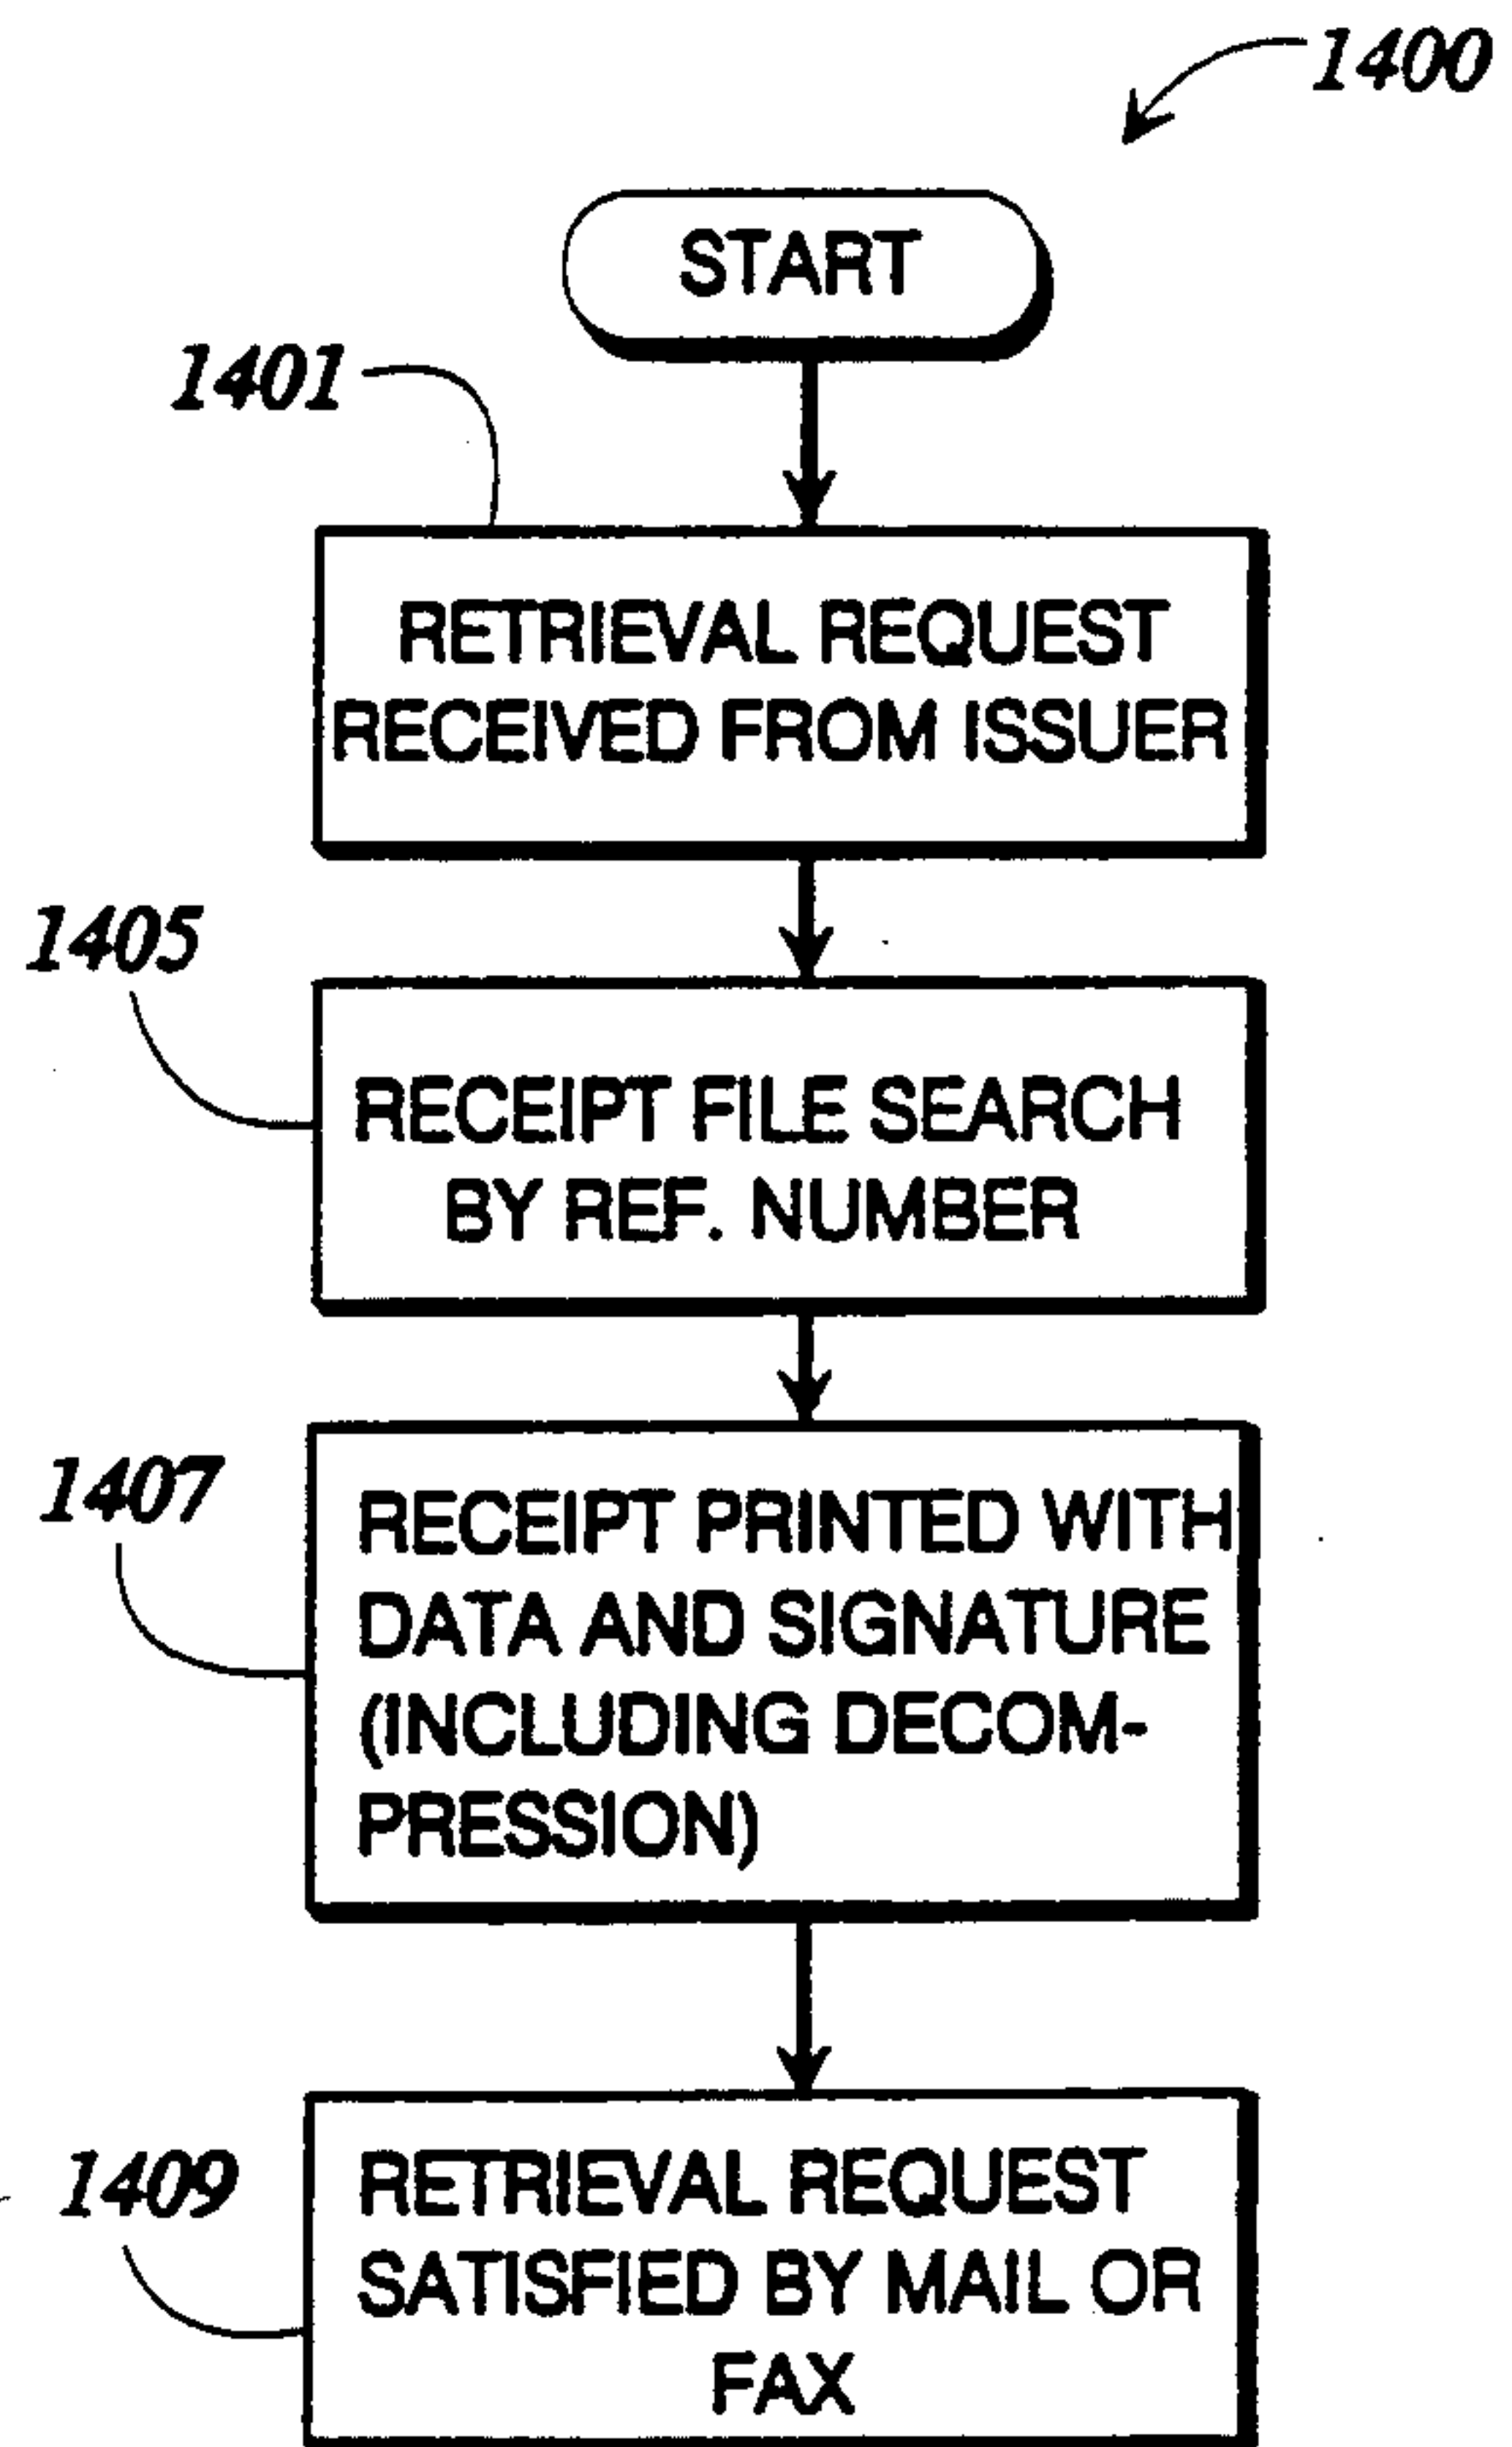 1400
START
1401
RETRIEVAL REQUEST
RECEIVED FROM ISSUER
1405
RECEIPT FILE SEARCH
BY REF. NUMBER
1407
RECEIPT PRINTED WITH
DATA AND SIGNATURE
(INCLUDING DECOM-
PRESSION)
1409
RETRIEVAL REQUEST
SATISFIED BY MAIL OR
FAX